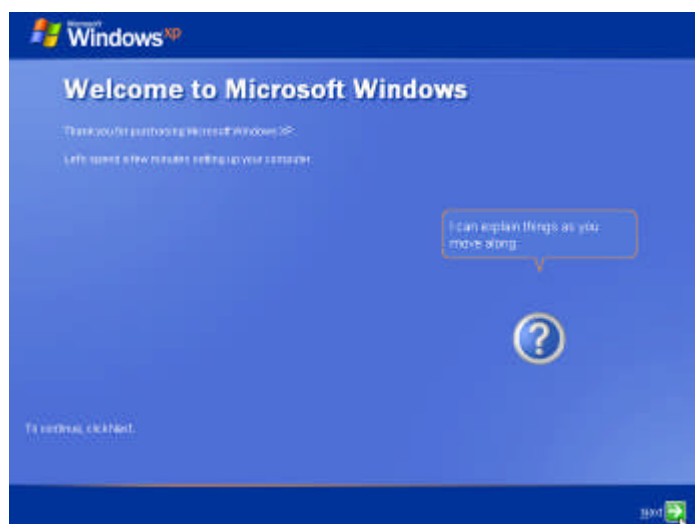 Microsoft
Windows xp
Welcome to Microsoft Windows
Thank you for purchasing Microsoft Windows XP.
Let's spend a few minutes setting up your computer.
I can explain things as you
move along.
To continue, click Next.
Next